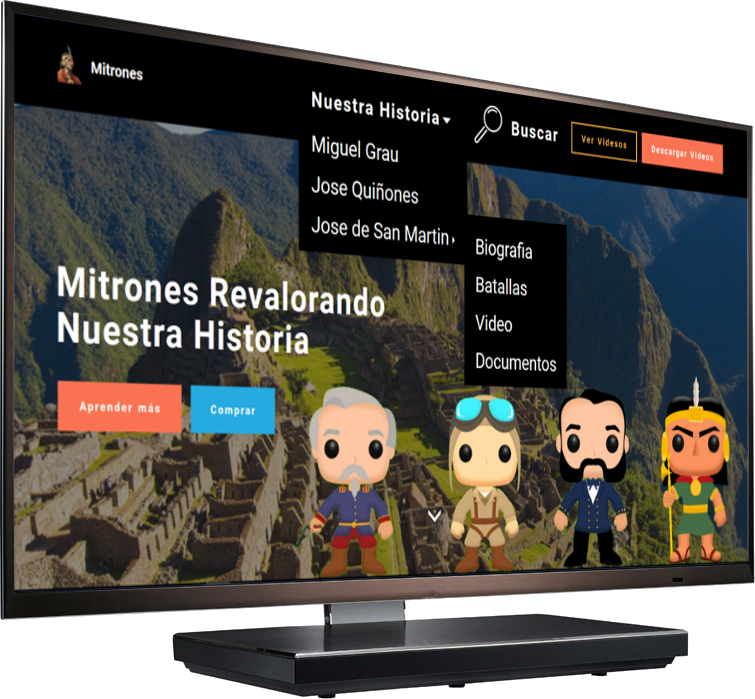 Mitrones
Nuestra Historia
Buscar
Ver Videsos
Descargar Videos
Miguel Grau
Jose Quiñones
Jose de San Martin
Biografia
Batallas
Video
Documentos
Mitrones Revalorando
Nuestra Historia
Aprender más
Comprar